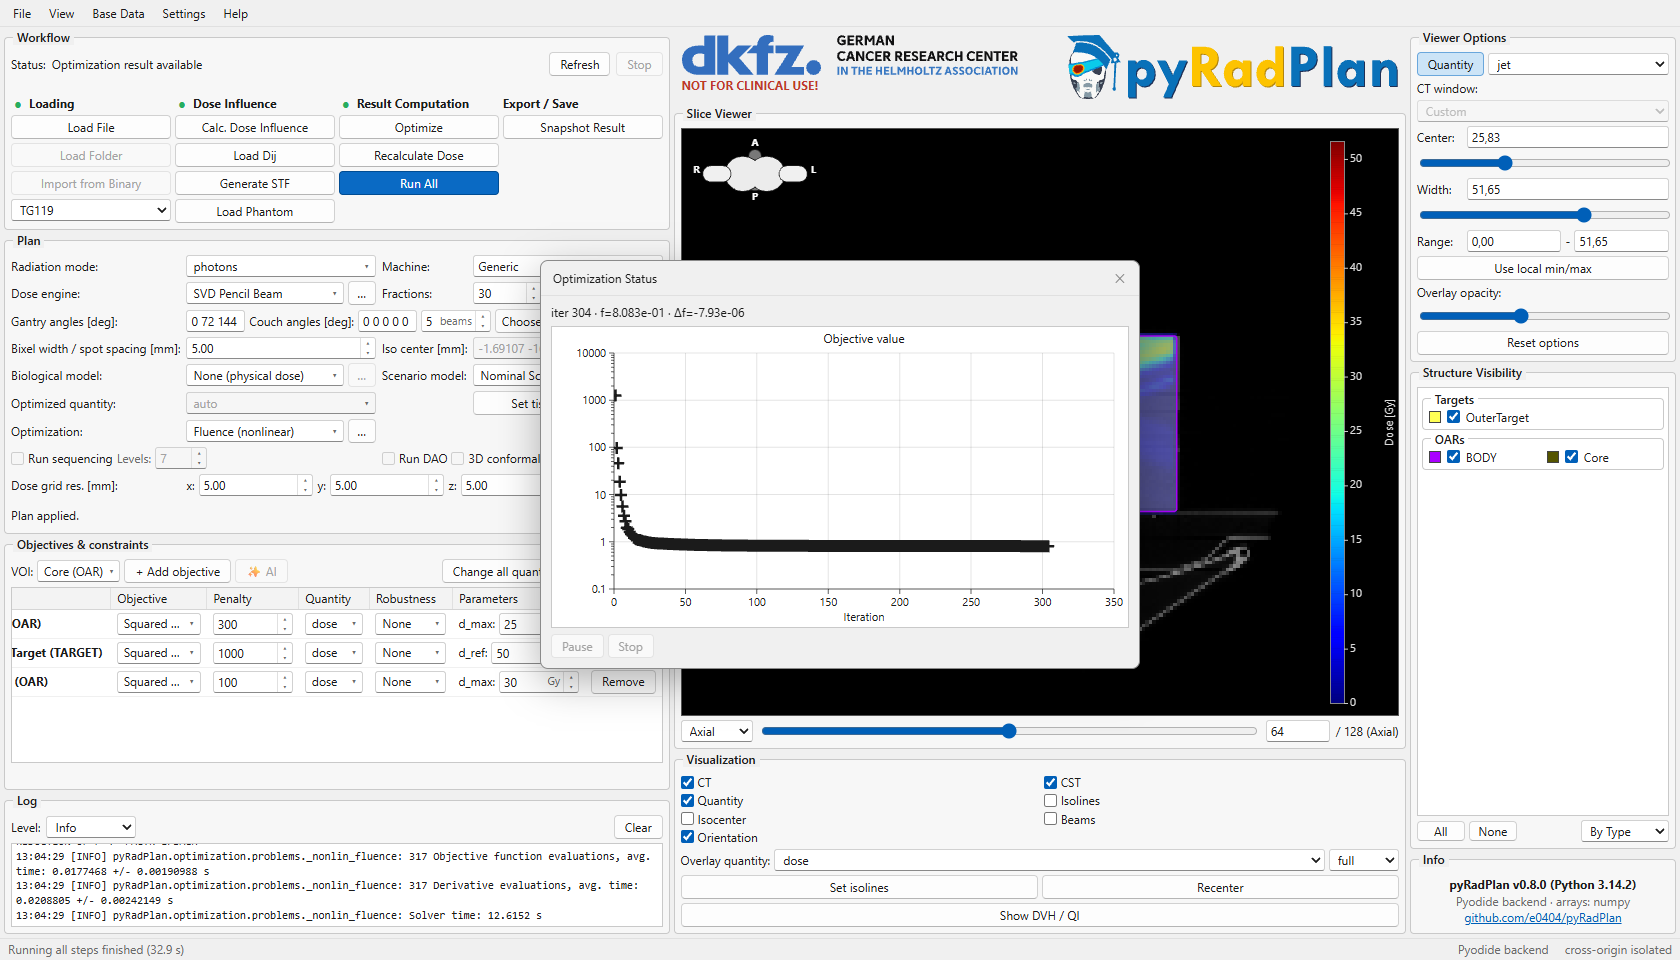 File View Base Data Settings Help
Workflow
Status: Optimization result available
Refresh Stop
Loading Dose Influence Result Computation Export / Save
Load File Calc. Dose Influence Optimize Snapshot Result
Load Folder Load Dij Recalculate Dose
Import from Binary Generate STF Run All
TG119 Load Phantom
Plan
Radiation mode: photons Machine: Generic
Dose engine: SVD Pencil Beam ... Fractions: 30
Gantry angles [deg]: 0 72 144 Couch angles [deg]: 0 0 0 0 0 5 beams Choose
Bixel width / spot spacing [mm]: 5.00 Iso center [mm]: -1.69107
Biological model: None (physical dose) ... Scenario model: Nominal
Optimized quantity: auto Set
Optimization: Fluence (nonlinear) ...
Run sequencing Levels: 7 Run DAO 3D conformal
Dose grid res. [mm]: x: 5.00 y: 5.00 z: 5.00
Plan applied.
Objectives & constraints
VOI: Core (OAR) + Add objective AI Change all
Objective Penalty Quantity Robustness Parameters
OAR) Squared ... 300 dose None d_max: 25
Target (TARGET) Squared ... 1000 dose None d_ref: 50
(OAR) Squared ... 100 dose None d_max: 30 Gy Remove
Log
Level: Info Clear
13:04:29 [INFO] pyRadPlan.optimization.problems._nonlin_fluence: 317 Objective function evaluations, avg.
time: 0.0177468 +/- 0.00190988 s
13:04:29 [INFO] pyRadPlan.optimization.problems._nonlin_fluence: 317 Derivative evaluations, avg. time:
0.0208805 +/- 0.00242149 s
13:04:29 [INFO] pyRadPlan.optimization.problems._nonlin_fluence: Solver time: 12.6152 s
Running all steps finished (32.9 s)
dkfz.
NOT FOR CLINICAL USE!
GERMAN
CANCER RESEARCH CENTER
IN THE HELMHOLTZ ASSOCIATION
pyRadPlan
Slice Viewer
A
R L
P
50
45
40
35
30
25
20
15
10
5
0
Dose [Gy]
Optimization Status
iter 304 · f=8.083e-01 · Δf=-7.93e-06
Objective value
10000
1000
100
10
1
0.1
0 50 100 150 200 250 300 350
Iteration
Pause Stop
Axial 64 / 128 (Axial)
Visualization
CT CST
Quantity Isolines
Isocenter Beams
Orientation
Overlay quantity: dose full
Set isolines Recenter
Show DVH / QI
Viewer Options
Quantity jet
CT window:
Custom
Center: 25,83
Width: 51,65
Range: 0,00 - 51,65
Use local min/max
Overlay opacity:
Reset options
Structure Visibility
Targets
OuterTarget
OARs
BODY Core
All None By Type
Info
pyRadPlan v0.8.0 (Python 3.14.2)
Pyodide backend · arrays: numpy
github.com/e0404/pyRadPlan
Pyodide backend cross-origin isolated